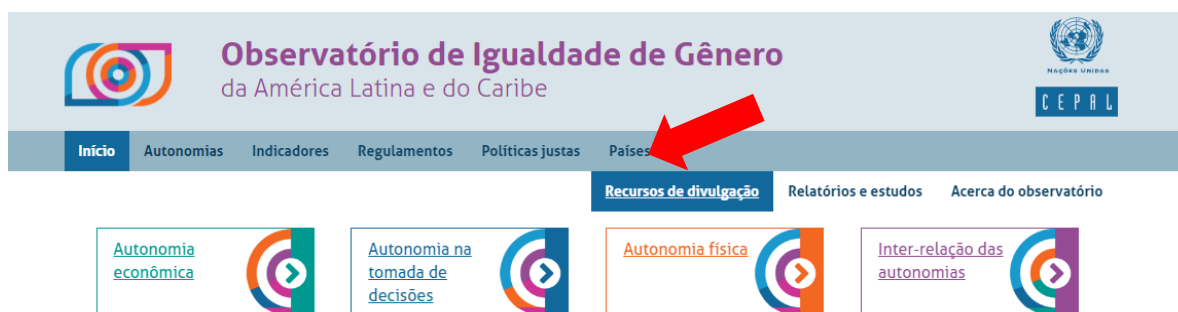 Observatório de Igualdade de Gênero
da América Latina e do Caribe
NAÇÕES UNIDAS
CEPAL
Início Autonomias Indicadores Regulamentos Políticas justas Países
Recursos de divulgação Relatórios e estudos Acerca do observatório
Autonomia
econômica
Autonomia na
tomada de
decisões
Autonomia física
Inter-relação das
autonomias